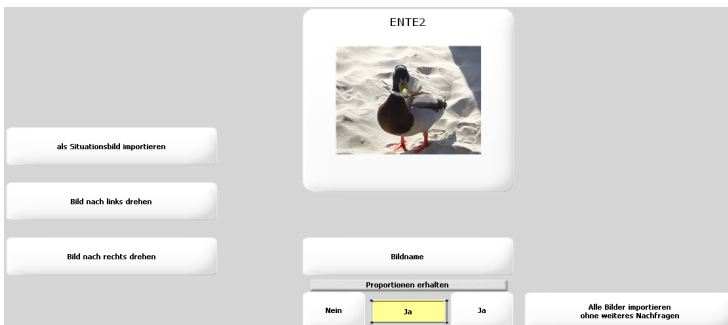 ENTE2
als Situationsbild importieren
Bild nach links drehen
Bild nach rechts drehen
Bildname
Proportionen erhalten
Nein
Ja
Ja
Alle Bilder importieren
ohne weiteres Nachfragen